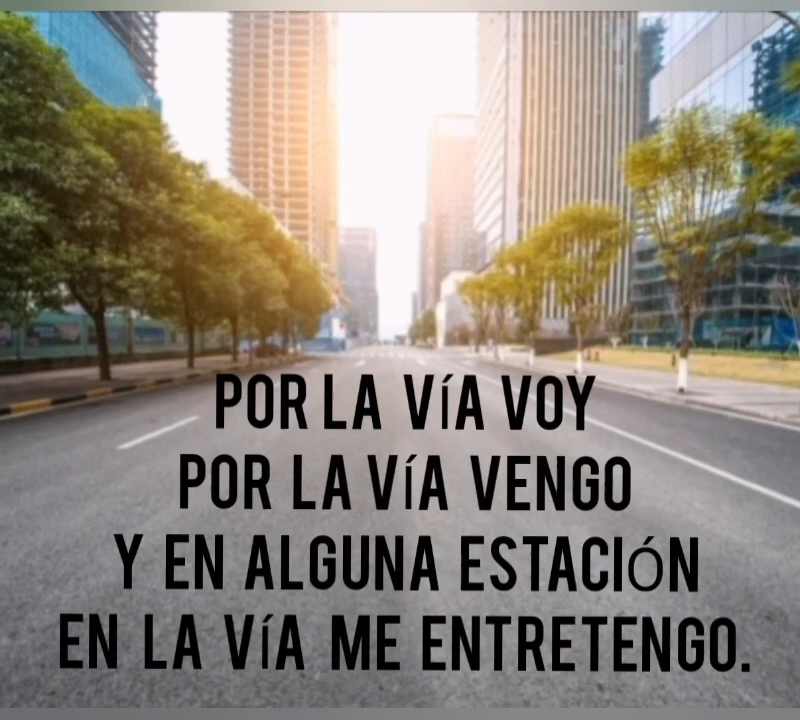 POR LA VÍA VOY
POR LA VÍA VENGO
Y EN ALGUNA ESTACIÓN
EN LA VÍA ME ENTRETENGO.